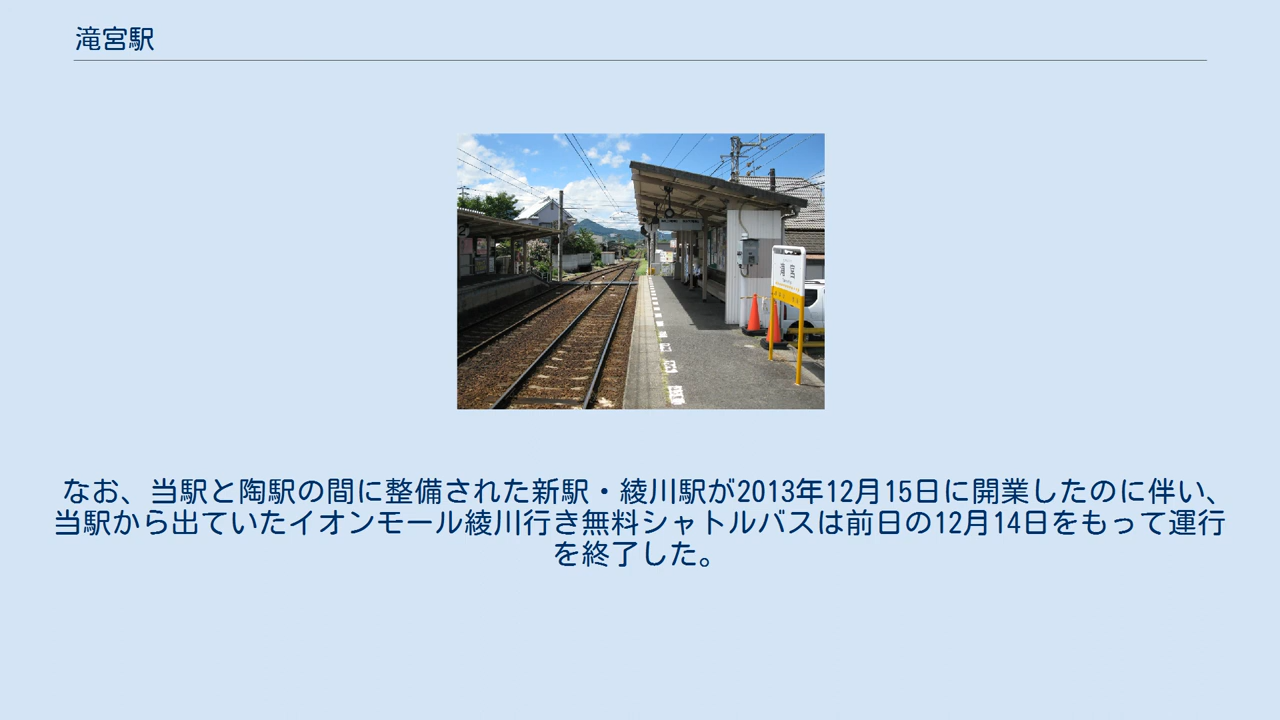 滝宮駅
滝宮
なお、当駅と陶駅の間に整備された新駅・綾川駅が2013年12月15日に開業したのに伴い、
当駅から出ていたイオンモール綾川行き無料シャトルバスは前日の12月14日をもって運行
を終了した。